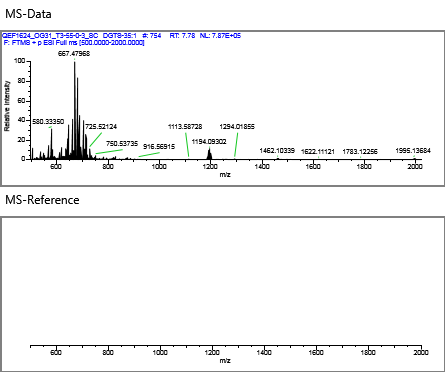 MS-Data
QEF1624_OG31_T3-55-0-3_8C DGT8-35:1 #: 754 RT: 7.78 NL: 7.87E+05
F: FTMS + p ESI Full ms [500.0000-2000.0000]
667.47968
100
80
60
40
20
0
Relative Intensity
580.33350
725.52124
750.53735
916.56915
1113.58728
1194.09302
1294.01855
1462.10339
1622.11121
1783.12256
1995.13684
600 800 1000 1200 1400 1600 1800 2000
m/z
MS-Reference
600 800 1000 1200 1400 1600 1800 2000
m/z